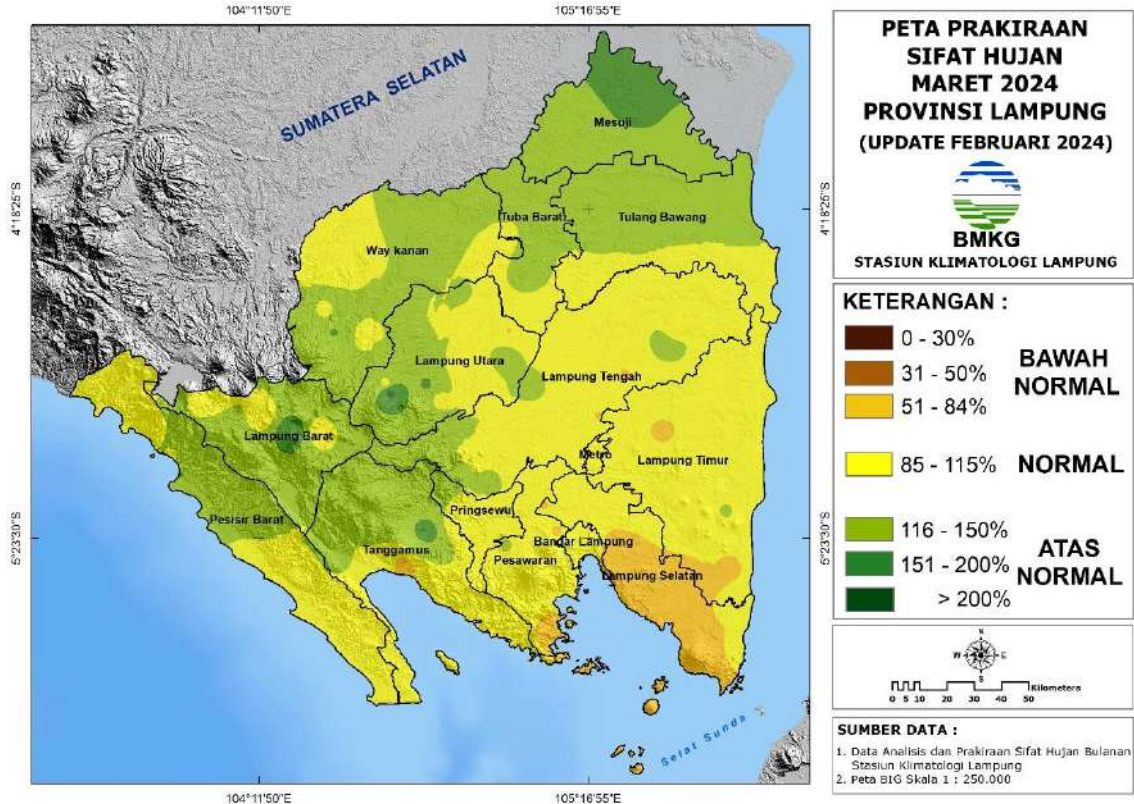 104°11'50"E
105°16'55"E
4°18'25"S
4°18'25"S
5°23'30"S
5°23'30"S
SUMATERA SELATAN
Mesuji
Tuba Barat
Tulang Bawang
Way kanan
Lampung Utara
Lampung Tengah
Lampung Barat
Metro
Lampung Timur
Pesisir Barat
Pringsewu
Tanggamus
Bandar Lampung
Pesawaran
Lampung Selatan
Selat Sunda
104°11'50"E
105°16'55"E
PETA PRAKIRAAN
SIFAT HUJAN
MARET 2024
PROVINSI LAMPUNG
(UPDATE FEBRUARI 2024)
BMKG
STASIUN KLIMATOLOGI LAMPUNG
KETERANGAN :
0 - 30%
31 - 50%
51 - 84%
BAWAH
NORMAL
85 - 115%
NORMAL
116 - 150%
151 - 200%
> 200%
ATAS
NORMAL
N
W
E
S
Kilometers
0 5 10 20 30 40 50
SUMBER DATA :
1. Data Analisis dan Prakiraan Sifat Hujan Bulanan
Stasiun Klimatologi Lampung
2. Peta BIG Skala 1 : 250.000